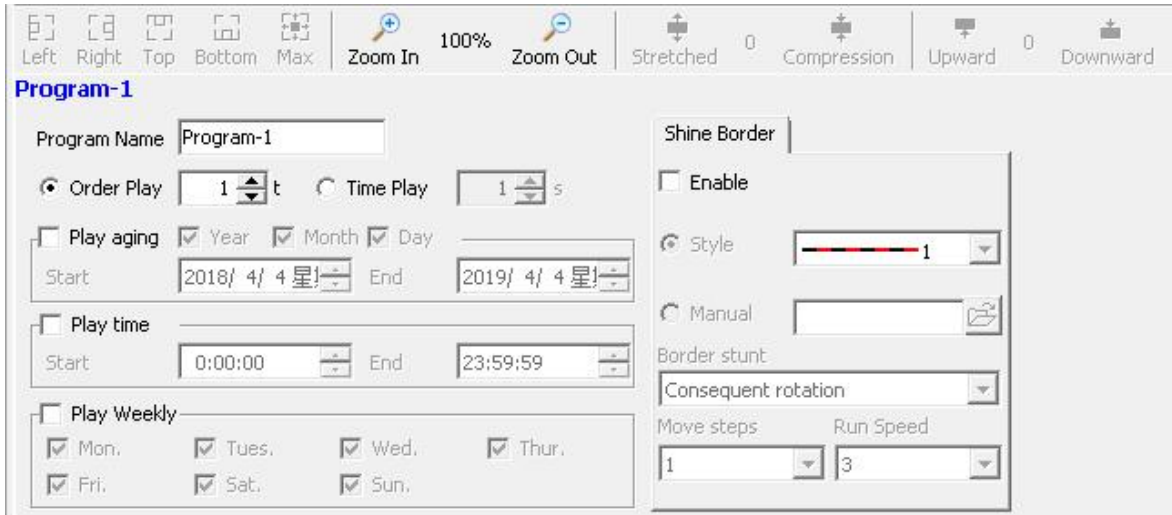 Left Right Top Bottom Max Zoom In 100% Zoom Out Stretched 0 Compression Upward 0 Downward
Program-1
Program Name Program-1
Order Play 1 t Time Play 1 s
Play aging Year Month Day
Start 2018/ 4/ 4 星 End 2019/ 4/ 4 星
Play time
Start 0:00:00 End 23:59:59
Play Weekly
Mon. Tues. Wed. Thur.
Fri. Sat. Sun.
Shine Border
Enable
Style 1
Manual
Border stunt
Consequent rotation
Move steps Run Speed
1 3